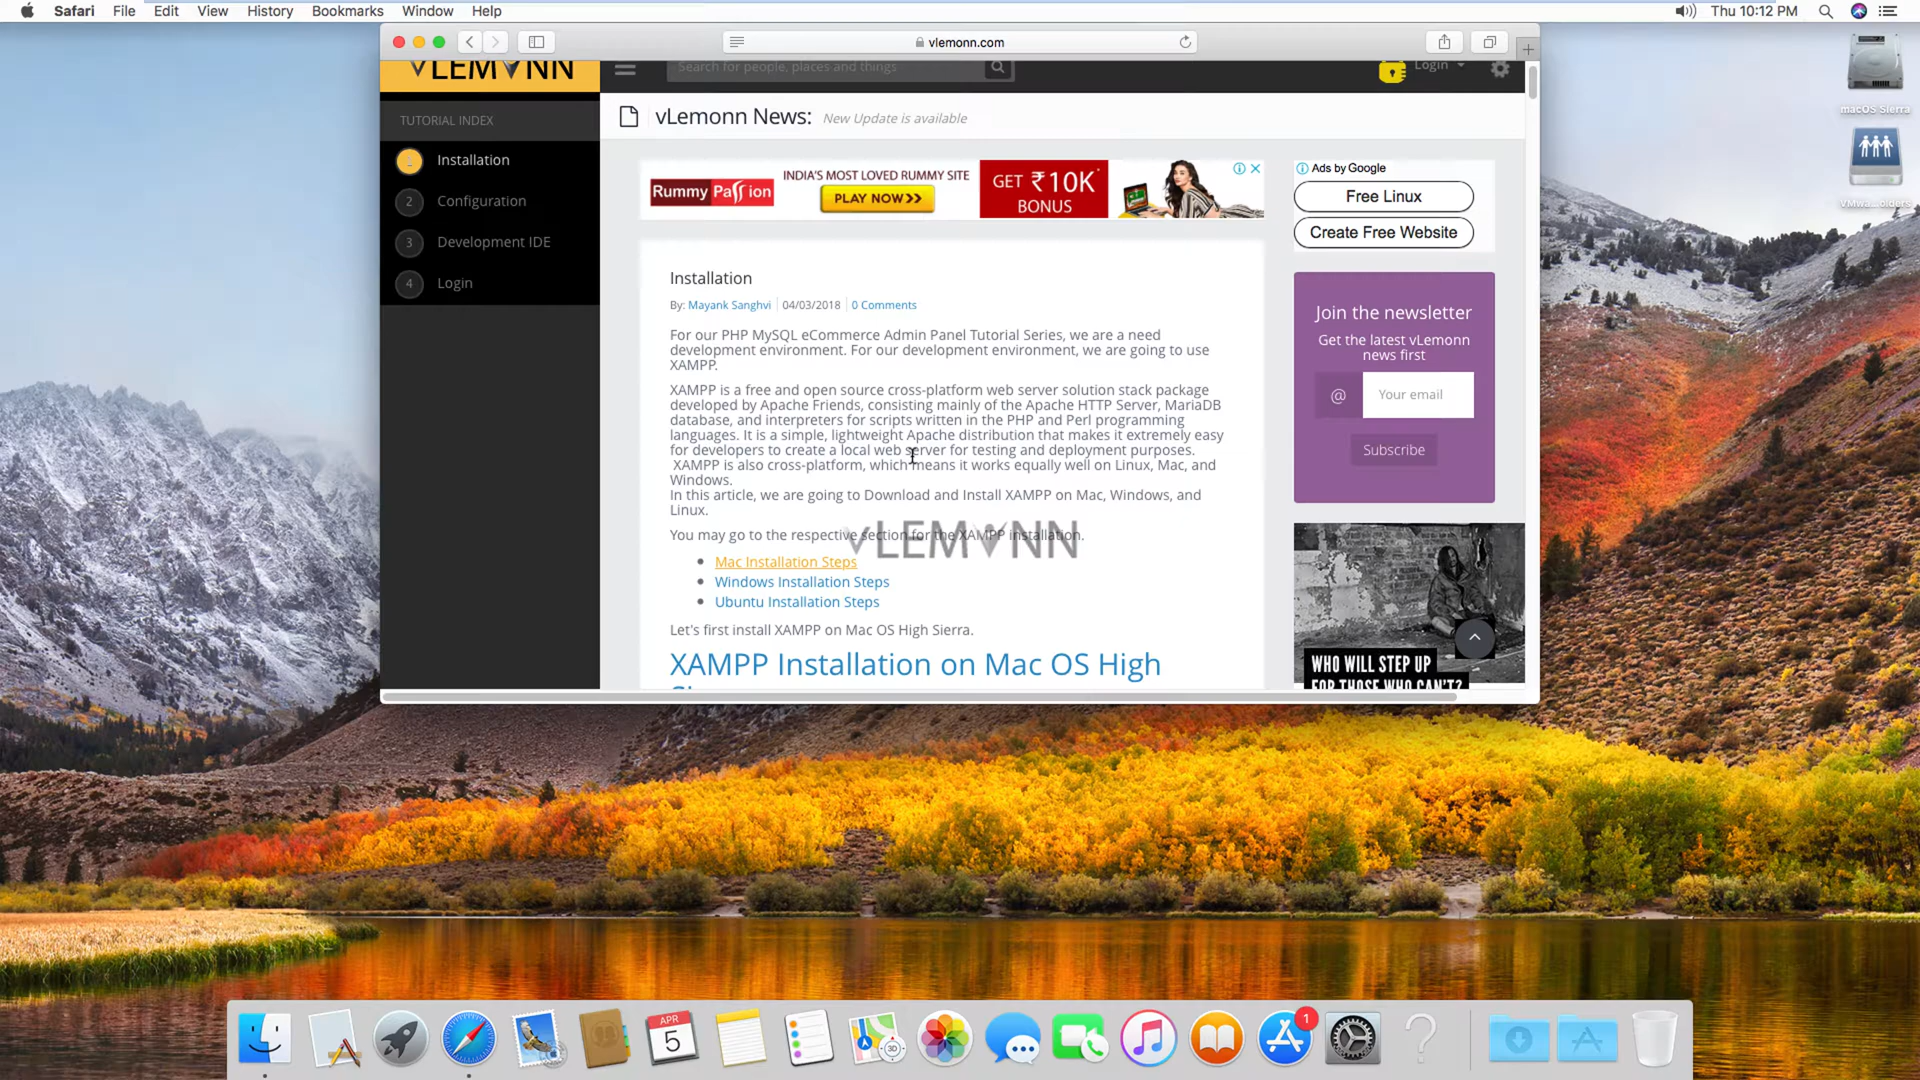 Safari File Edit View History Bookmarks Window Help
Thu 10:12 PM
vlemonn.com
VLEMONN
Search for people, places and things
Login
TUTORIAL INDEX
1 Installation
2 Configuration
3 Development IDE
4 Login
vLemonn News: New Update is available
Rummy Passion
INDIA'S MOST LOVED RUMMY SITE
PLAY NOW>>
GET ₹10K*
BONUS
Ads by Google
Free Linux
Create Free Website
Installation
By: Mayank Sanghvi 04/03/2018 0 Comments
For our PHP MySQL eCommerce Admin Panel Tutorial Series, we are a need
development environment. For our development environment, we are going to use
XAMPP.
XAMPP is a free and open source cross-platform web server solution stack package
developed by Apache Friends, consisting mainly of the Apache HTTP Server, MariaDB
database, and interpreters for scripts written in the PHP and Perl programming
languages. It is a simple, lightweight Apache distribution that makes it extremely easy
for developers to create a local web server for testing and deployment purposes.
XAMPP is also cross-platform, which means it works equally well on Linux, Mac, and
Windows.
In this article, we are going to Download and Install XAMPP on Mac, Windows, and
Linux.
You may go to the respective section for the XAMPP installation.
VLEMONN
Mac Installation Steps
Windows Installation Steps
Ubuntu Installation Steps
Let's first install XAMPP on Mac OS High Sierra.
XAMPP Installation on Mac OS High
Join the newsletter
Get the latest vLemonn
news first
@ Your email
Subscribe
WHO WILL STEP UP
FOR THOSE WHO CAN'T?
macOS Sierra
VMwa...olders
APR
5
1